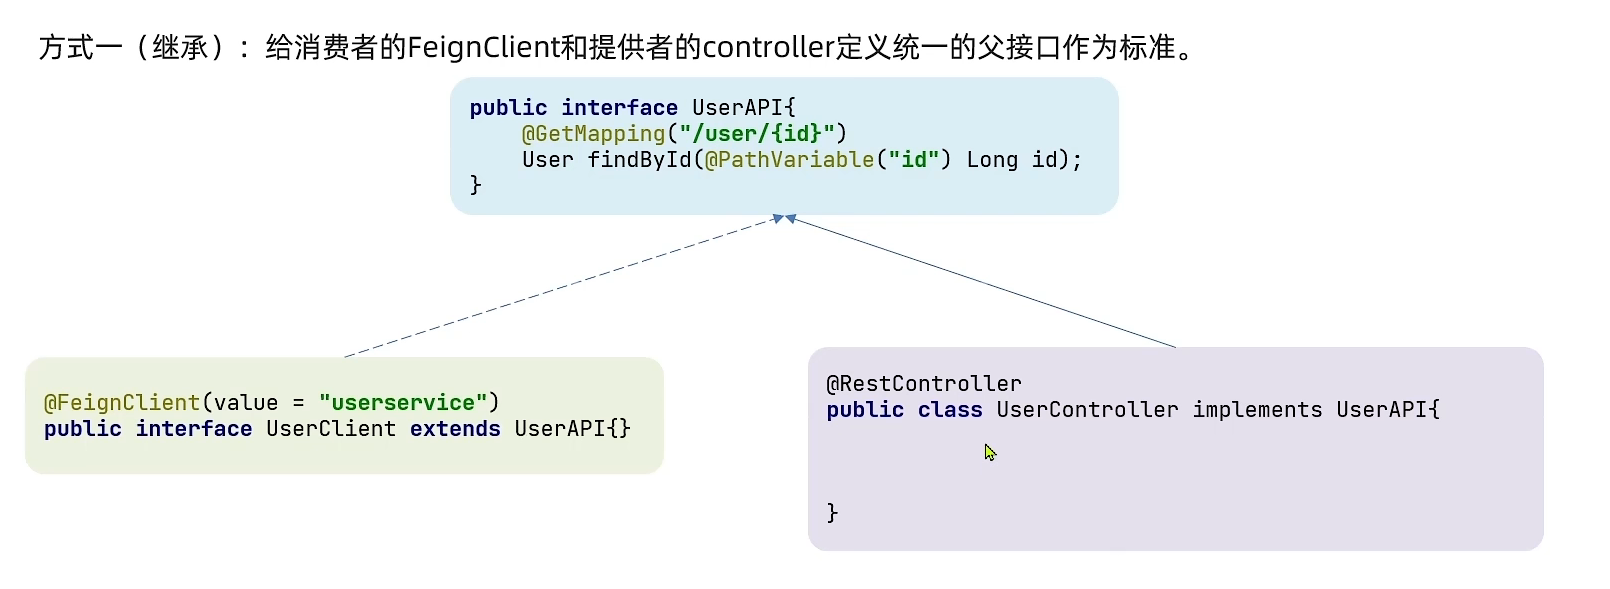 方式一（继承）：给消费者的FeignClient和提供者的controller定义统一的父接口作为标准。
public interface UserAPI{
    @GetMapping("/user/{id}")
    User findById(@PathVariable("id") Long id);
}
@FeignClient(value = "userservice")
public interface UserClient extends UserAPI{}
@RestController
public class UserController implements UserAPI{
}